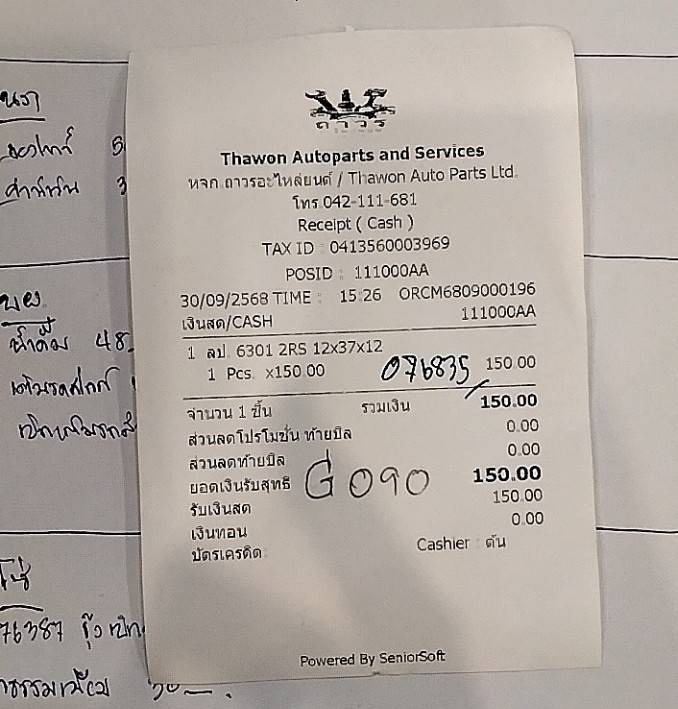 ถาวร
Thawon Autoparts and Services
หจก.ถาวรอะไหล่ยนต์ / Thawon Auto Parts Ltd.
โทร 042-111-681
Receipt ( Cash )
TAX ID : 0413560003969
POSID : 111000AA
30/09/2568 TIME : 15:26 ORCM6809000196
เงินสด/CASH 111000AA
1 ลป. 6301 2RS 12x37x12
1 Pcs. x150.00 076835 150.00
จำนวน 1 ชิ้น รวมเงิน 150.00
ส่วนลดโปรโมชั่น ท้ายบิล 0.00
ส่วนลดท้ายบิล 0.00
ยอดเงินรับสุทธิ G090 150.00
รับเงินสด 150.00
เงินทอน 0.00
บัตรเครดิต
Cashier : ตั้น
Powered By SeniorSoft
48
76387